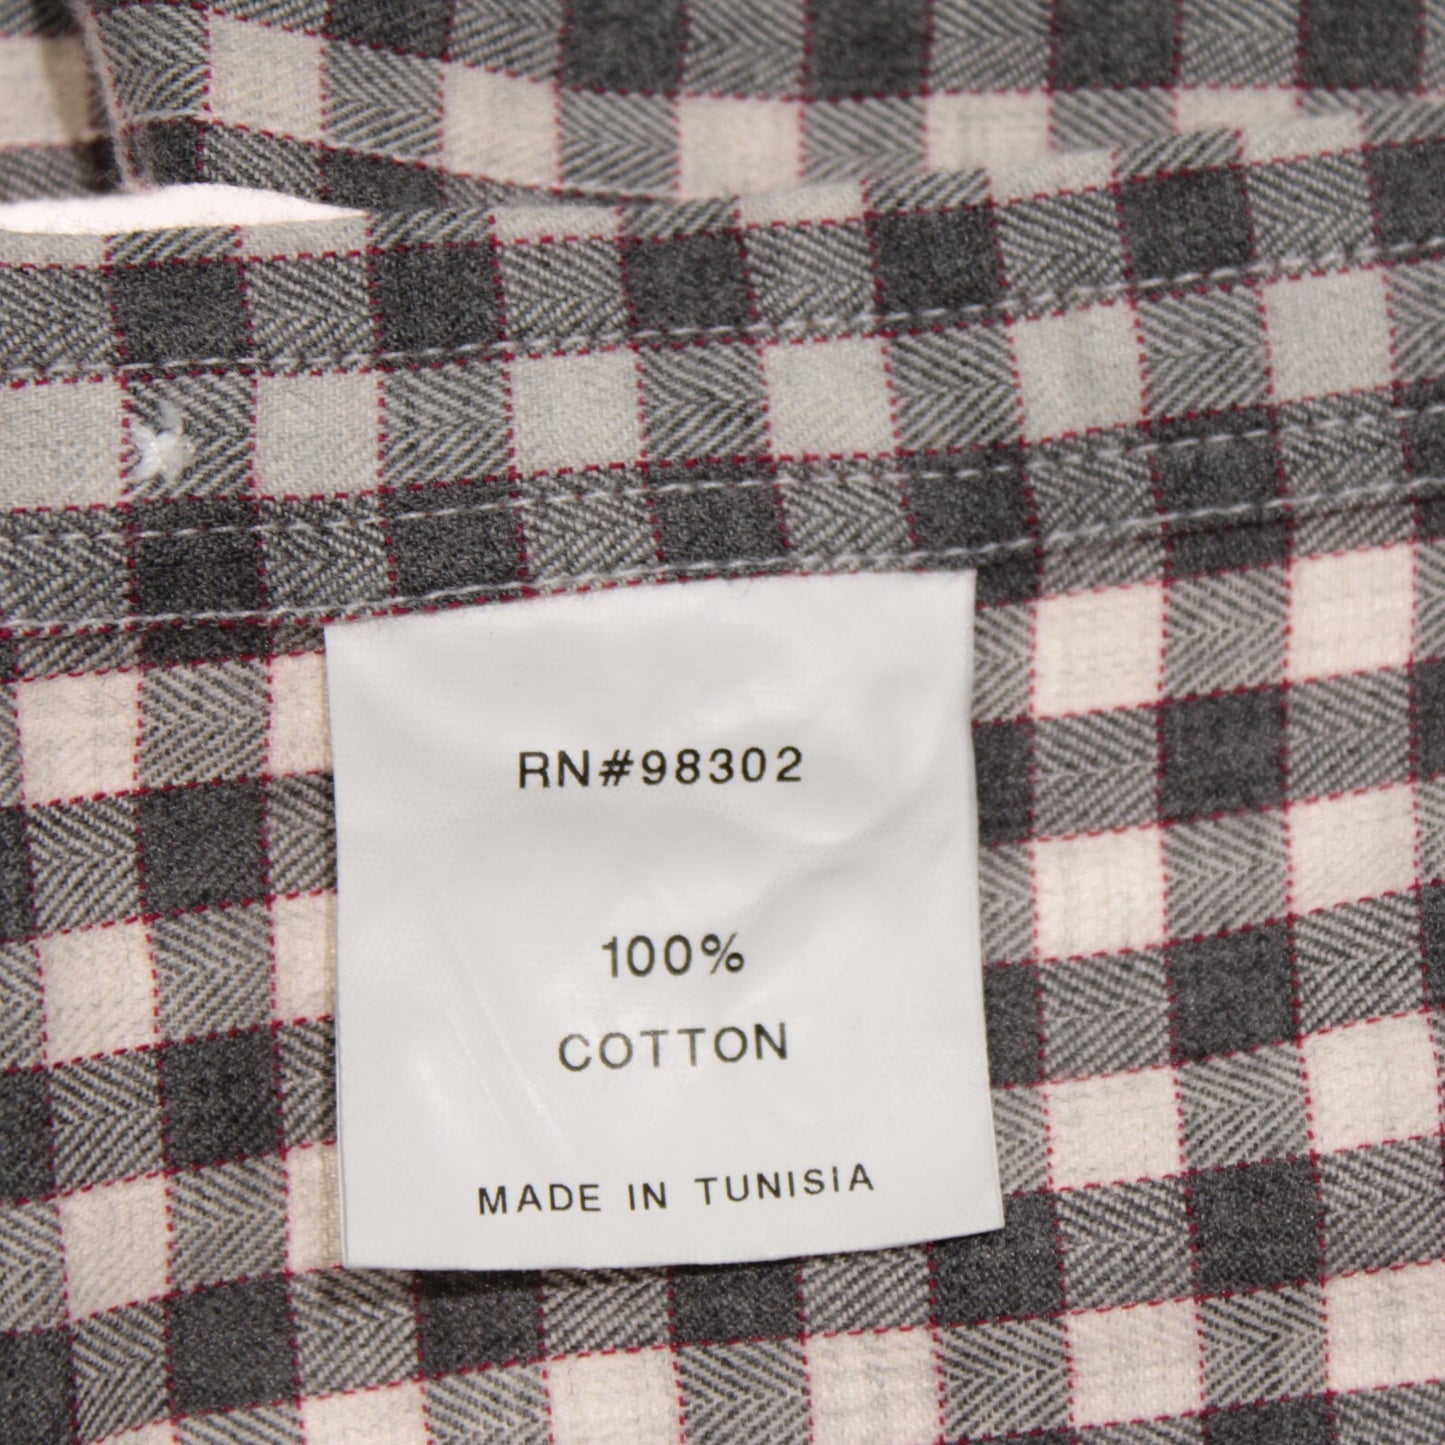 RN#98302
100%
COTTON
MADE IN TUNISIA